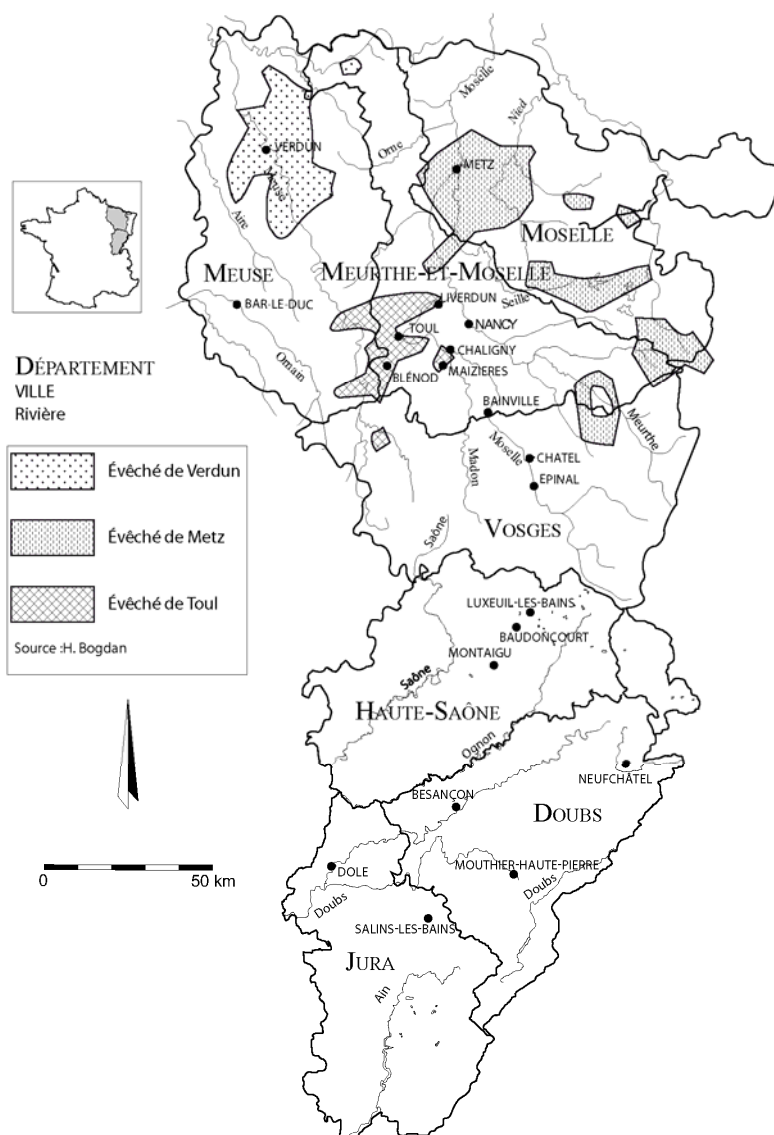 Moselle
Nied
Orne
VERDUN
METZ
Meuse
Aire
MOSELLE
MEUSE
MEURTHE-ET-MOSELLE
Seille
BAR-LE-DUC
LIVERDUN
NANCY
TOUL
CHALIGNY
Ornain
BLÉNOD
MAIZIERES
DÉPARTEMENT
VILLE
Rivière
BAINVILLE
Meurthe
Moselle
Madon
CHATEL
EPINAL
Évêché de Verdun
Évêché de Metz
Évêché de Toul
Source :H. Bogdan
Saône
VOSGES
LUXEUIL-LES-BAINS
BAUDONCOURT
MONTAIGU
Saône
HAUTE-SAÔNE
Ognon
NEUFCHÂTEL
BESANÇON
DOUBS
0 50 km
DOLE
MOUTHIER-HAUTE-PIERRE
Doubs
Doubs
SALINS-LES-BAINS
JURA
Ain